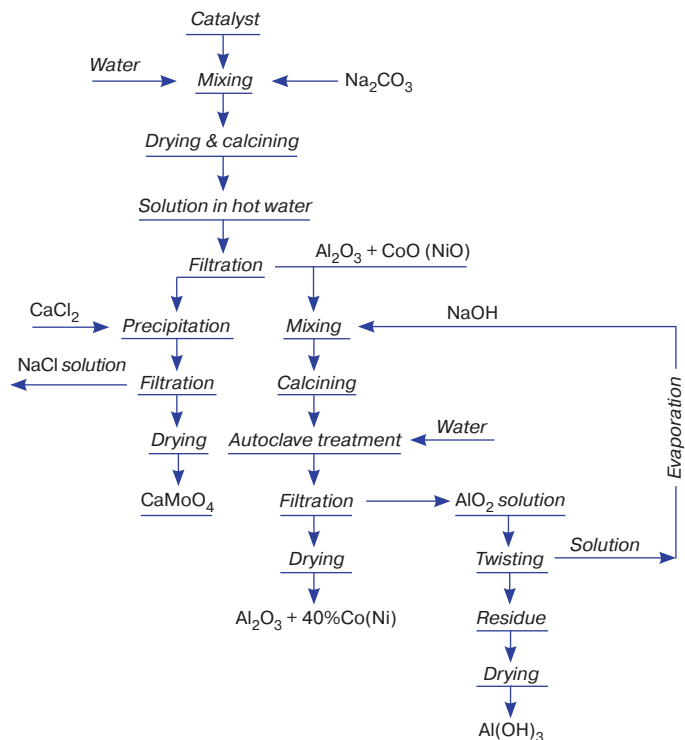 Catalyst
Water
Mixing
Na₂CO₃
Drying & calcining
Solution in hot water
Filtration
Al₂O₃ + CoO (NiO)
CaCl₂
Precipitation
Mixing
NaOH
NaCl solution
Filtration
Calcining
Evaporation
Drying
Autoclave treatment
Water
CaMoO₄
Filtration
AlO₂ solution
Drying
Twisting
Solution
Al₂O₃ + 40%Co(Ni)
Residue
Drying
Al(OH)₃